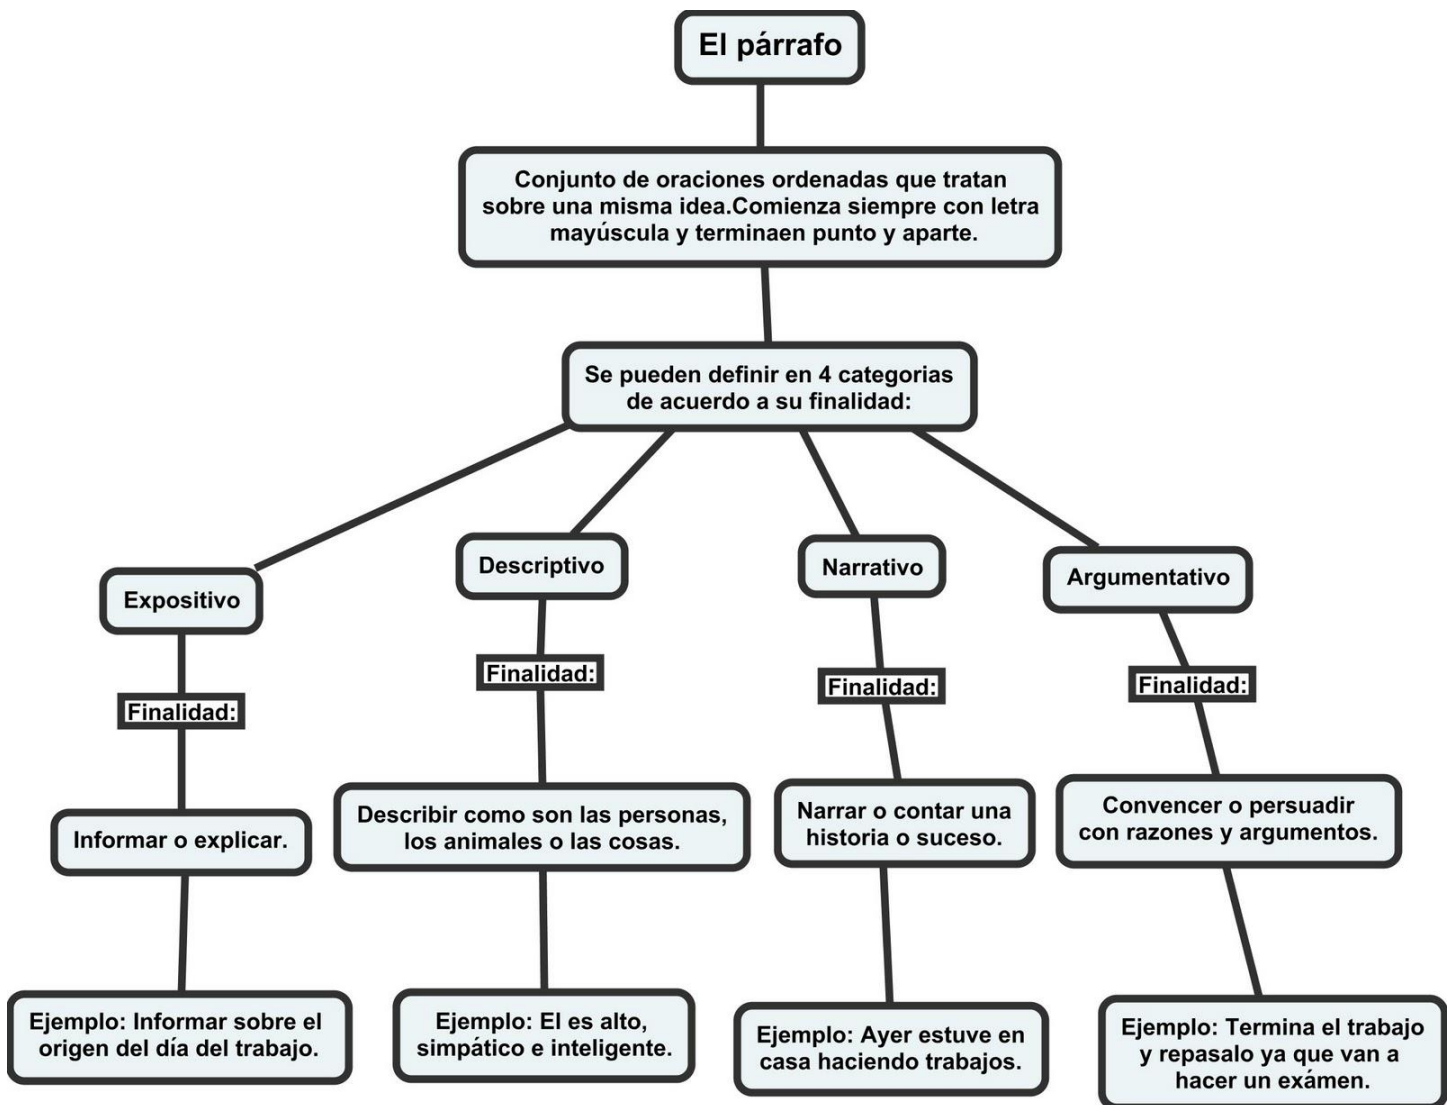 El párrafo
Conjunto de oraciones ordenadas que tratan
sobre una misma idea.Comienza siempre con letra
mayúscula y terminaen punto y aparte.
Se pueden definir en 4 categorias
de acuerdo a su finalidad:
Expositivo
Finalidad:
Informar o explicar.
Ejemplo: Informar sobre el
origen del día del trabajo.
Descriptivo
Finalidad:
Describir como son las personas,
los animales o las cosas.
Ejemplo: El es alto,
simpático e inteligente.
Narrativo
Finalidad:
Narrar o contar una
historia o suceso.
Ejemplo: Ayer estuve en
casa haciendo trabajos.
Argumentativo
Finalidad:
Convencer o persuadir
con razones y argumentos.
Ejemplo: Termina el trabajo
y repasalo ya que van a
hacer un exámen.